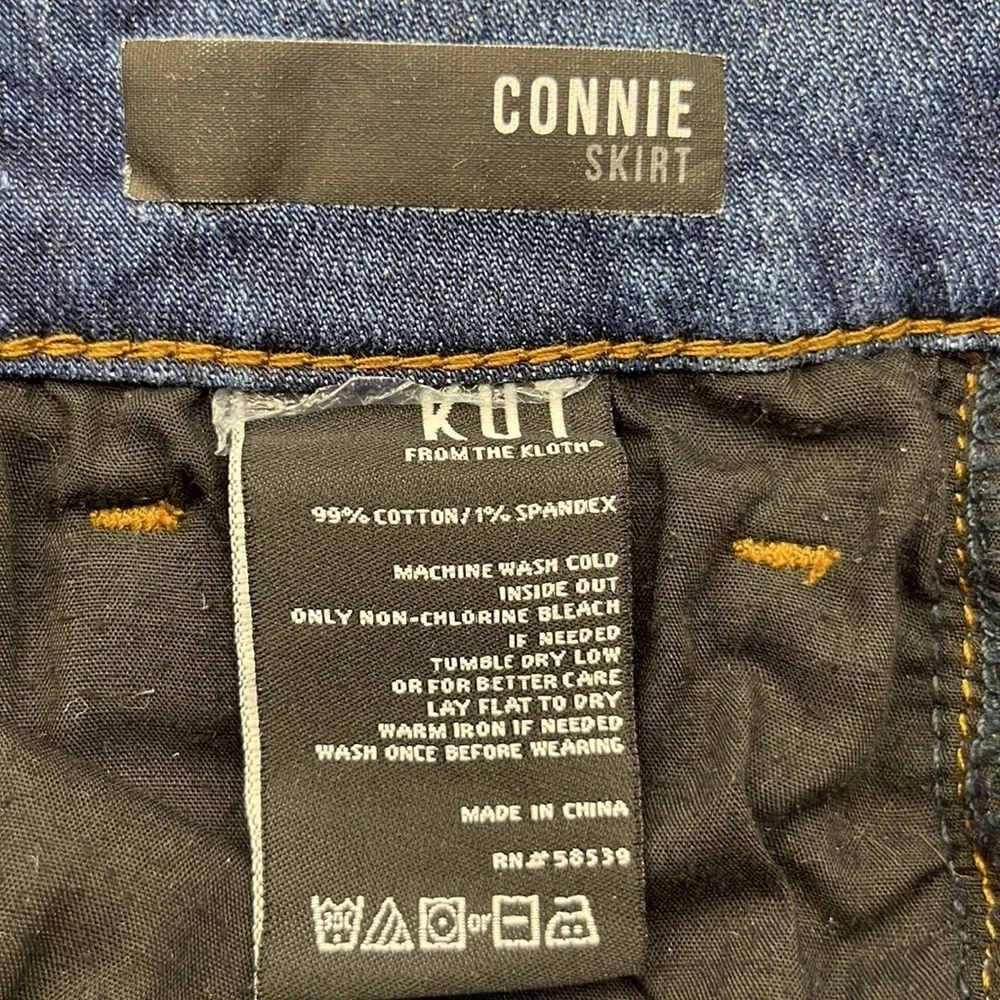 CONNIE
SKIRT
KUT
FROM THE KLOTH®
99% COTTON/1% SPANDEX
MACHINE WASH COLD
INSIDE OUT
ONLY NON-CHLORINE BLEACH
IF NEEDED
TUMBLE DRY LOW
OR FOR BETTER CARE
LAY FLAT TO DRY
WARM IRON IF NEEDED
WASH ONCE BEFORE WEARING
MADE IN CHINA
RN#58539
30C or